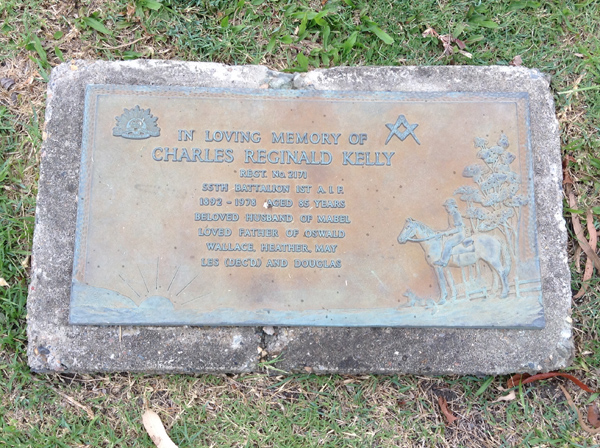 IN LOVING MEMORY OF
CHARLES REGINALD KELLY
REGT. No. 2171
55TH BATTALION 1ST A.I.F.
1892 - 1978 AGED 85 YEARS
BELOVED HUSBAND OF MABEL
LOVED FATHER OF OSWALD
WALLACE, HEATHER, MAY
LES (DEC'D) AND DOUGLAS